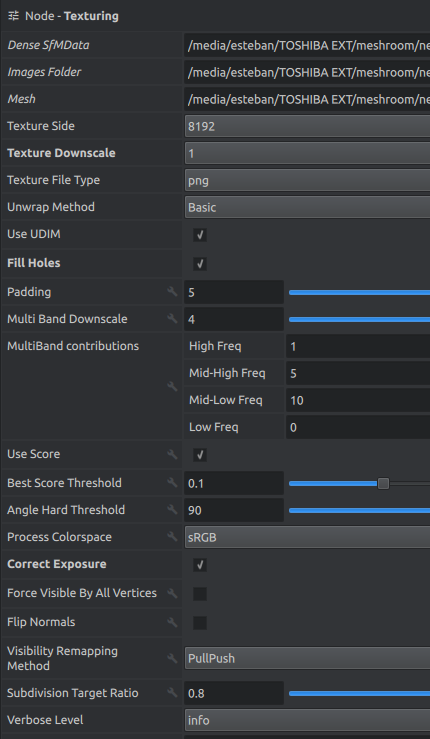 Node - Texturing
Dense SfMData /media/esteban/TOSHIBA EXT/meshroom/ne
Images Folder /media/esteban/TOSHIBA EXT/meshroom/ne
Mesh /media/esteban/TOSHIBA EXT/meshroom/ne
Texture Side 8192
Texture Downscale 1
Texture File Type png
Unwrap Method Basic
Use UDIM
Fill Holes
Padding 5
Multi Band Downscale 4
MultiBand contributions High Freq 1
Mid-High Freq 5
Mid-Low Freq 10
Low Freq 0
Use Score
Best Score Threshold 0.1
Angle Hard Threshold 90
Process Colorspace sRGB
Correct Exposure
Force Visible By All Vertices
Flip Normals
Visibility Remapping
Method PullPush
Subdivision Target Ratio 0.8
Verbose Level info